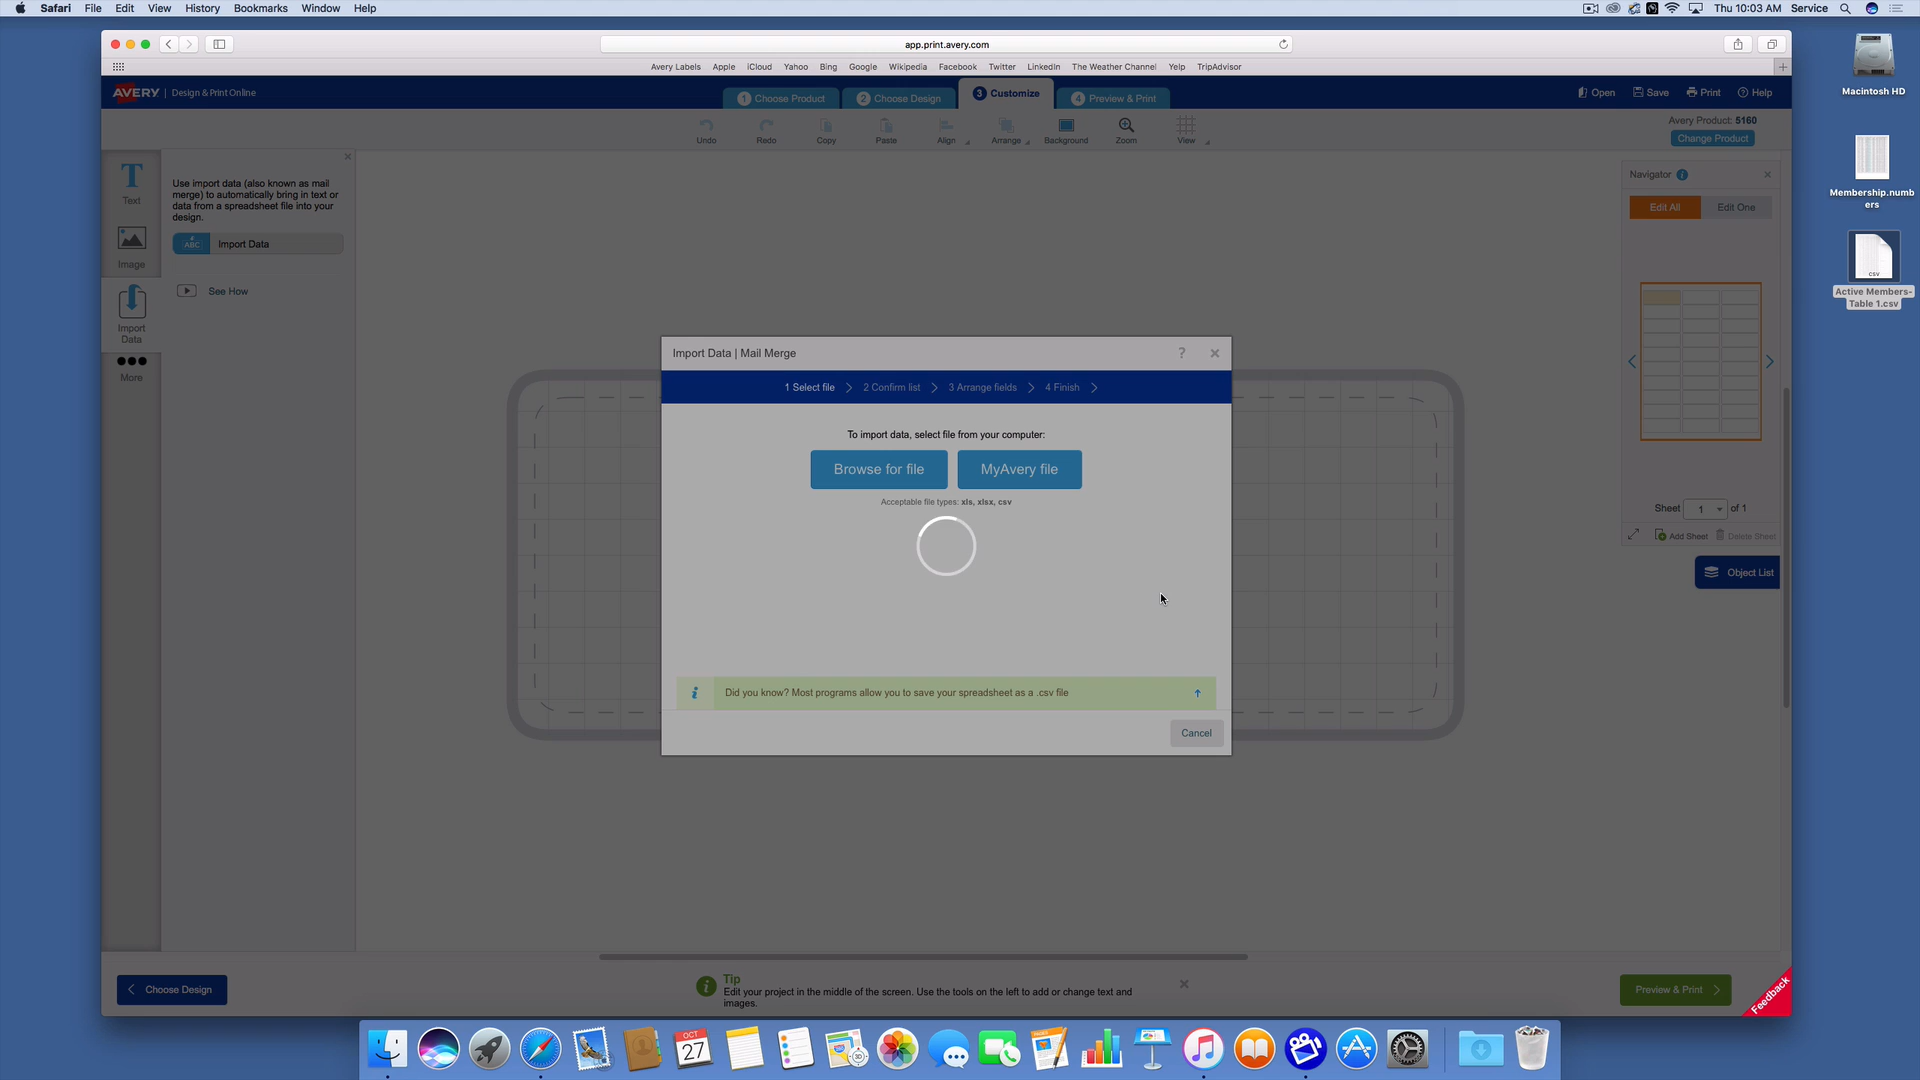 Safari File Edit View History Bookmarks Window Help
Thu 10:03 AM Service
app.print.avery.com
Avery Labels Apple iCloud Yahoo Bing Google Wikipedia Facebook Twitter LinkedIn The Weather Channel Yelp TripAdvisor
AVERY | Design & Print Online
1 Choose Product
2 Choose Design
3 Customize
4 Preview & Print
Open Save Print Help
Undo Redo Copy Paste Align Arrange Background Zoom View
Avery Product: 5160
Change Product
T
Text
Image
Import
Data
More
Use import data (also known as mail
merge) to automatically bring in text or
data from a spreadsheet file into your
design.
ABC Import Data
See How
Import Data | Mail Merge ?
1 Select file 2 Confirm list 3 Arrange fields 4 Finish
To import data, select file from your computer:
Browse for file MyAvery file
Acceptable file types: xls, xlsx, csv
Did you know? Most programs allow you to save your spreadsheet as a .csv file
Cancel
Navigator
Edit All Edit One
Sheet 1 of 1
Add Sheet Delete Sheet
Object List
Choose Design
Tip
Edit your project in the middle of the screen. Use the tools on the left to add or change text and
images.
Preview & Print
Feedback
Macintosh HD
Membership.numb
ers
CSV
Active Members-
Table 1.csv
OCT
27